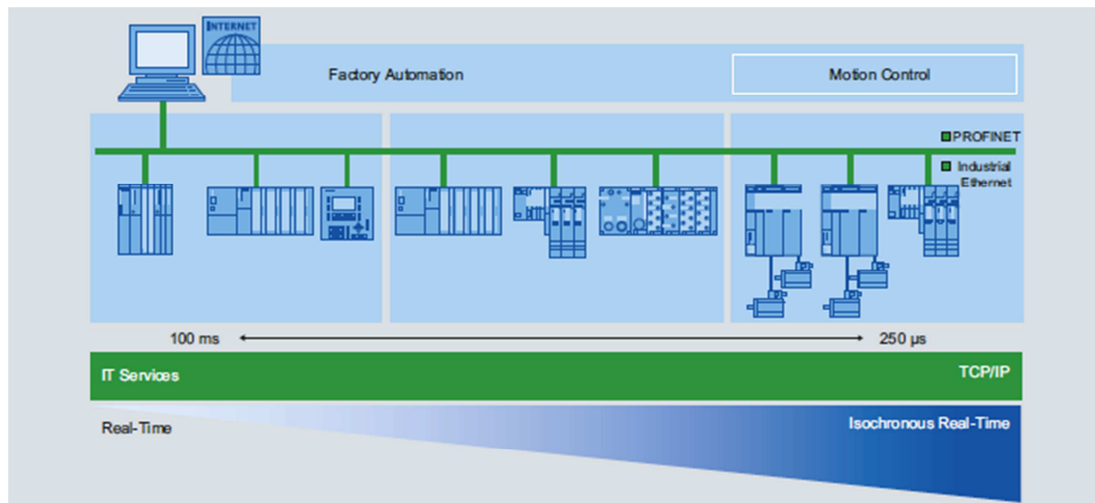 INTERNET
Factory Automation
Motion Control
PROFINET
Industrial
Ethernet
100 ms
250 µs
IT Services
TCP/IP
Real-Time
Isochronous Real-Time